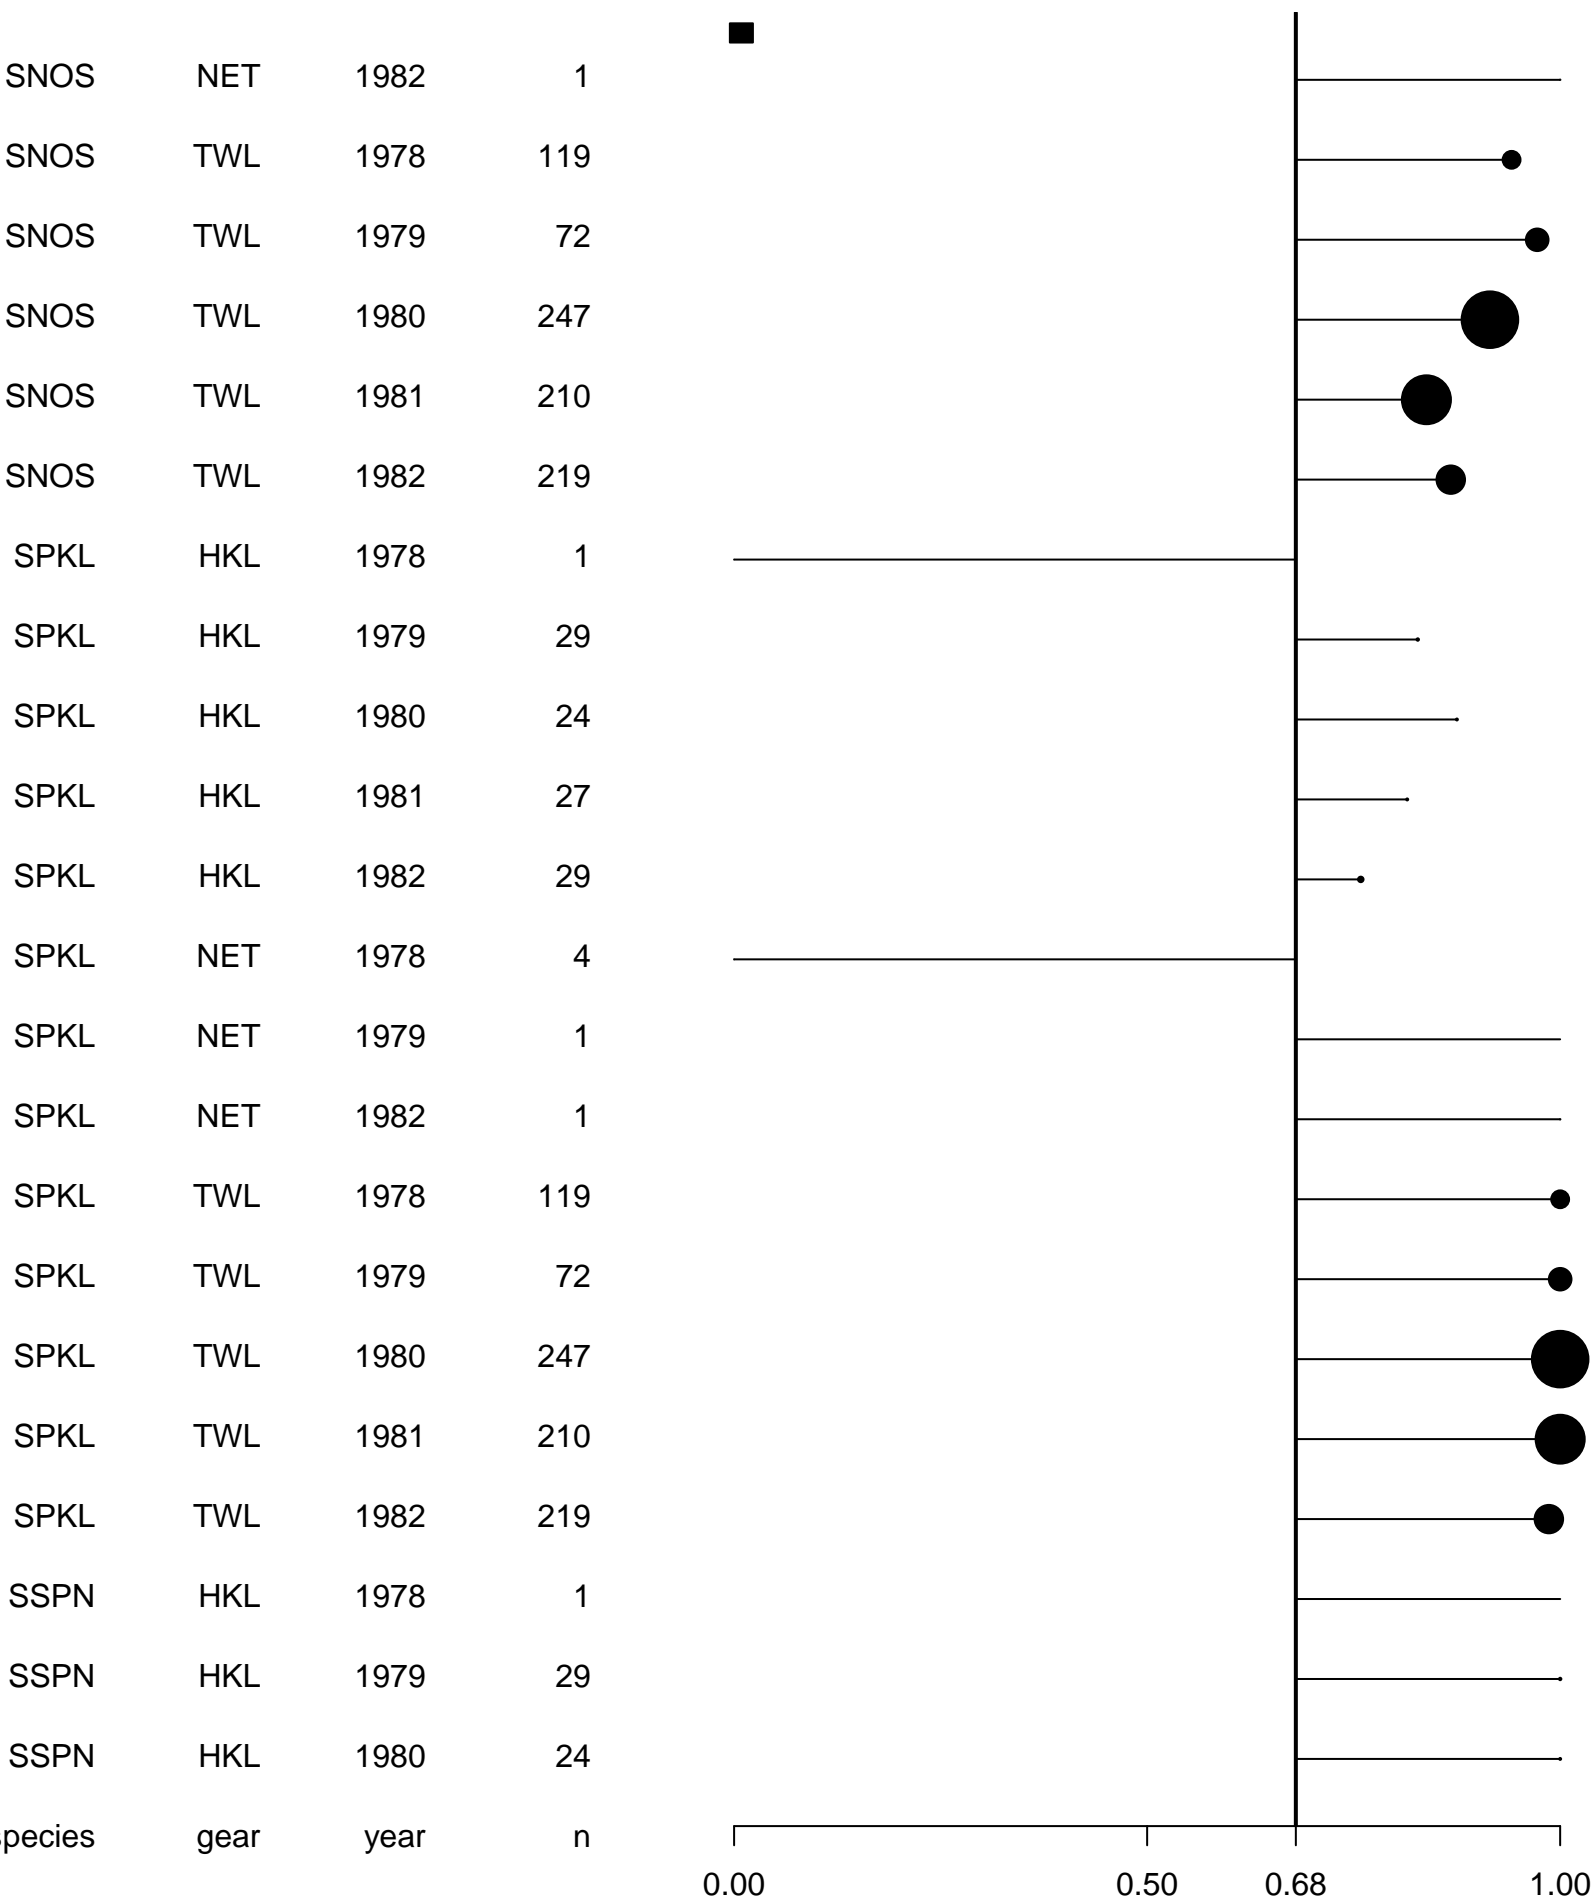 SNOS NET 1982 1
SNOS TWL 1978 119
SNOS TWL 1979 72
SNOS TWL 1980 247
SNOS TWL 1981 210
SNOS TWL 1982 219
SPKL HKL 1978 1
SPKL HKL 1979 29
SPKL HKL 1980 24
SPKL HKL 1981 27
SPKL HKL 1982 29
SPKL NET 1978 4
SPKL NET 1979 1
SPKL NET 1982 1
SPKL TWL 1978 119
SPKL TWL 1979 72
SPKL TWL 1980 247
SPKL TWL 1981 210
SPKL TWL 1982 219
SSPN HKL 1978 1
SSPN HKL 1979 29
SSPN HKL 1980 24
species gear year n
0.00 0.50 0.68 1.00